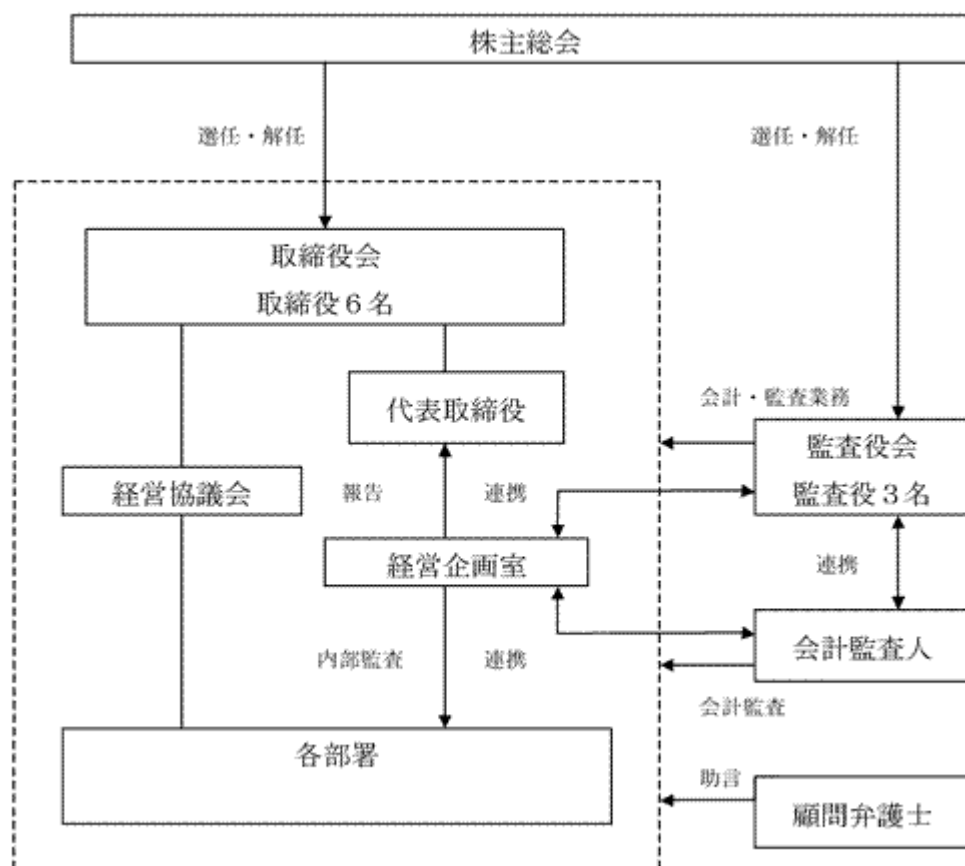 株主総会
選任・解任
選任・解任
取締役会
取締役６名
代表取締役
会計・監査業務
監査役会
監査役３名
経営協議会
報告
連携
経営企画室
連携
内部監査
連携
会計監査人
会計監査
各部署
助言
顧問弁護士